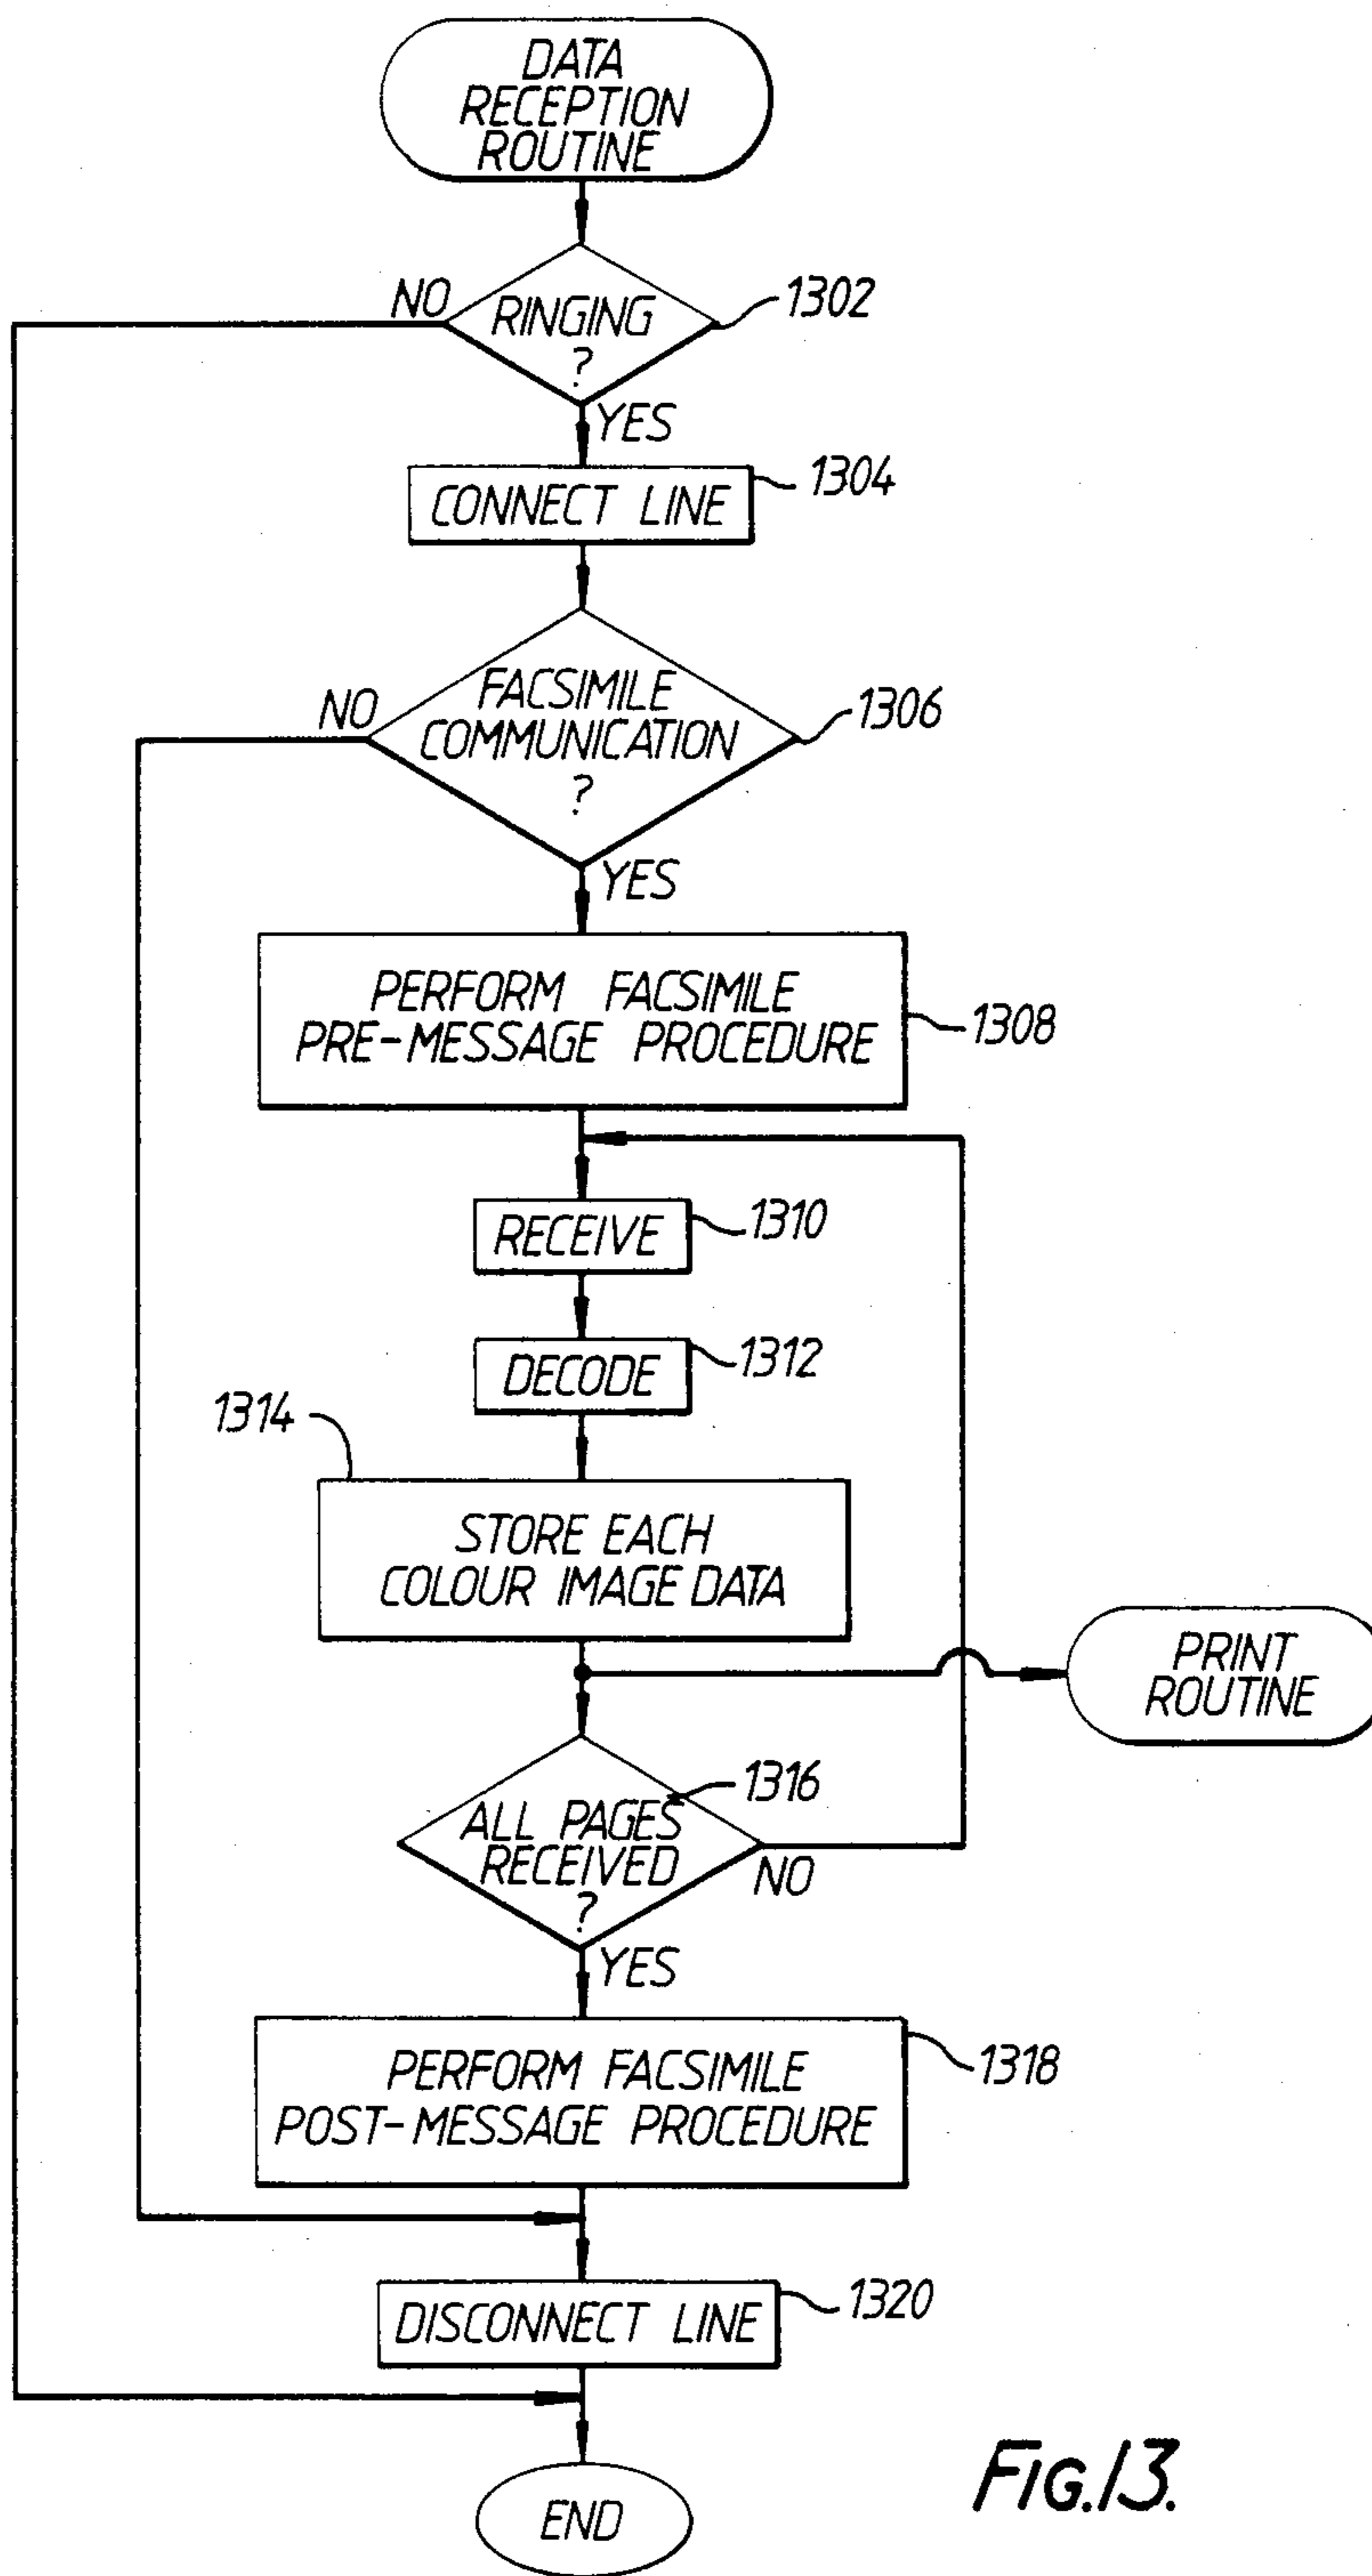 DATA
RECEPTION
ROUTINE
NO
RINGING
?
1302
YES
CONNECT LINE
1304
NO
FACSIMILE
COMMUNICATION
?
1306
YES
PERFORM FACSIMILE
PRE-MESSAGE PROCEDURE
1308
RECEIVE
1310
DECODE
1312
1314
STORE EACH
COLOUR IMAGE DATA
PRINT
ROUTINE
1316
ALL PAGES
RECEIVED
?
NO
YES
PERFORM FACSIMILE
POST-MESSAGE PROCEDURE
1318
DISCONNECT LINE
1320
END
FIG.13.